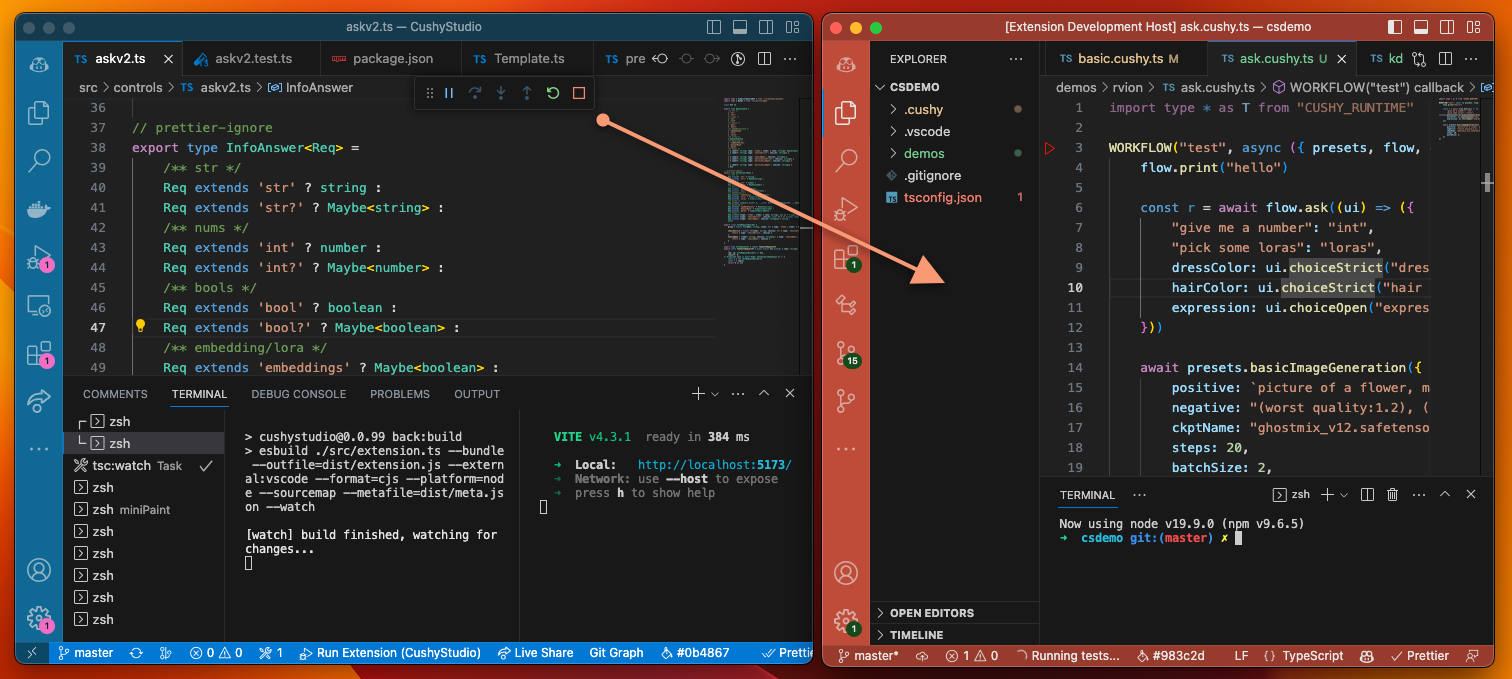 askv2.ts — CushyStudio
TS askv2.ts
askv2.test.ts
package.json
TS Template.ts
TS pre
src > controls > TS askv2.ts > InfoAnswer
36
37 // prettier-ignore
38 export type InfoAnswer<Req> =
39 /** str */
40 Req extends 'str' ? string :
41 Req extends 'str?' ? Maybe<string> :
42 /** nums */
43 Req extends 'int' ? number :
44 Req extends 'int?' ? Maybe<number> :
45 /** bools */
46 Req extends 'bool' ? boolean :
47 Req extends 'bool?' ? Maybe<boolean> :
48 /** embedding/lora */
49 Req extends 'embeddings' ? Maybe<boolean> :
COMMENTS TERMINAL DEBUG CONSOLE PROBLEMS OUTPUT
zsh
zsh
tsc:watch Task
zsh
zsh miniPaint
zsh
zsh
zsh
zsh
zsh
> cushystudio@0.0.99 back:build
> esbuild ./src/extension.ts --bundle
--outfile=dist/extension.js --extern
al:vscode --format=cjs --platform=nod
e --sourcemap --metafile=dist/meta.js
on --watch
[watch] build finished, watching for
changes...
VITE v4.3.1 ready in 384 ms
➜ Local: http://localhost:5173/
➜ Network: use --host to expose
➜ press h to show help
1
1
1
master 0 0 1 Run Extension (CushyStudio) Live Share Git Graph #0b4867 Prettie
[Extension Development Host] ask.cushy.ts — csdemo
EXPLORER
CSDEMO
.cushy
.vscode
demos
.gitignore
TS tsconfig.json 1
OPEN EDITORS
TIMELINE
1
15
1
TS basic.cushy.ts M
TS ask.cushy.ts U
TS kd
demos > rvion > TS ask.cushy.ts > WORKFLOW("test") callback >
1 import type * as T from "CUSHY_RUNTIME"
2
3 WORKFLOW("test", async ({ presets, flow,
4 flow.print("hello")
5
6 const r = await flow.ask((ui) => ({
7 "give me a number": "int",
8 "pick some loras": "loras",
9 dressColor: ui.choiceStrict("dres
10 hairColor: ui.choiceStrict("hair
11 expression: ui.choiceOpen("expres
12 }))
13
14 await presets.basicImageGeneration({
15 positive: `picture of a flower, m
16 negative: "(worst quality:1.2), (
17 ckptName: "ghostmix_v12.safetenso
18 steps: 20,
19 batchSize: 2,
TERMINAL
zsh
Now using node v19.9.0 (npm v9.6.5)
➜ csdemo git:(master) ✗
master* 1 0 Running tests... #983c2d LF {} TypeScript Prettier